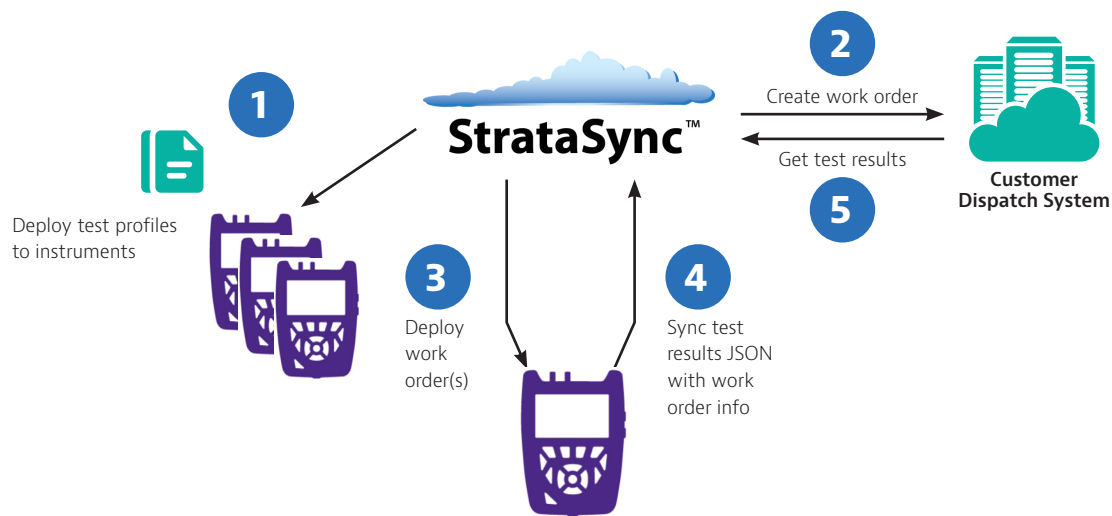 1
Deploy test profiles
to instruments
StrataSync™
2
Create work order
Get test results
5
Customer
Dispatch System
3
Deploy
work
order(s)
4
Sync test
results JSON
with work
order info